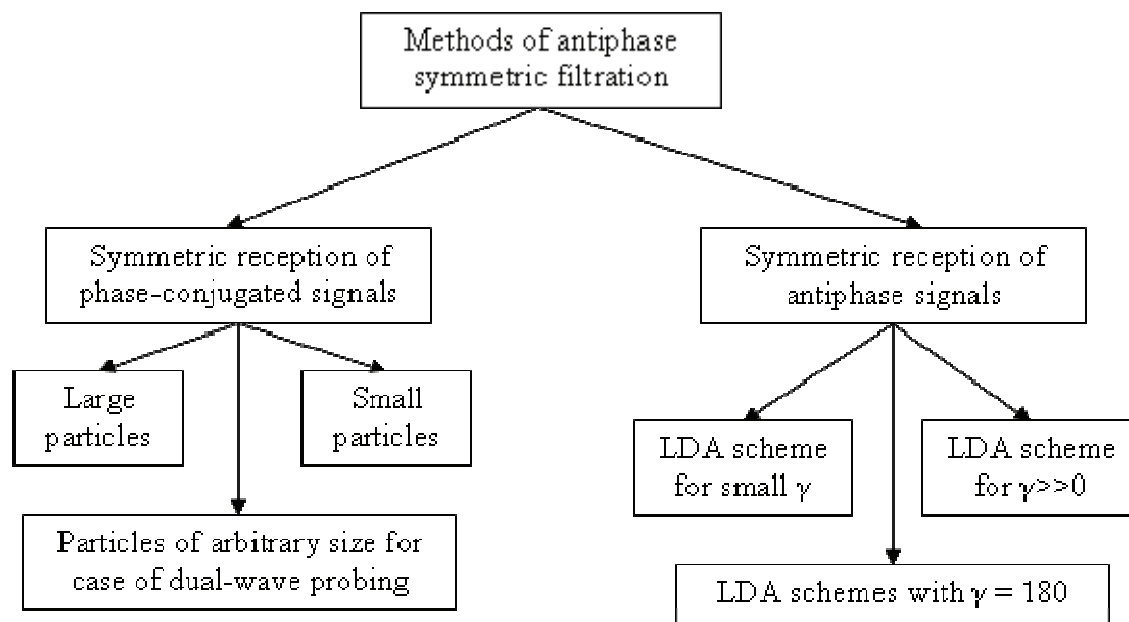 Methods of antiphase
symmetric filtration
Symmetric reception of
phase-conjugated signals
Symmetric reception of
antiphase signals
Large
particles
Small
particles
Particles of arbitrary size for
case of dual-wave probing
LDA scheme
for small γ
LDA scheme
for γ>>0
LDA schemes with γ = 180